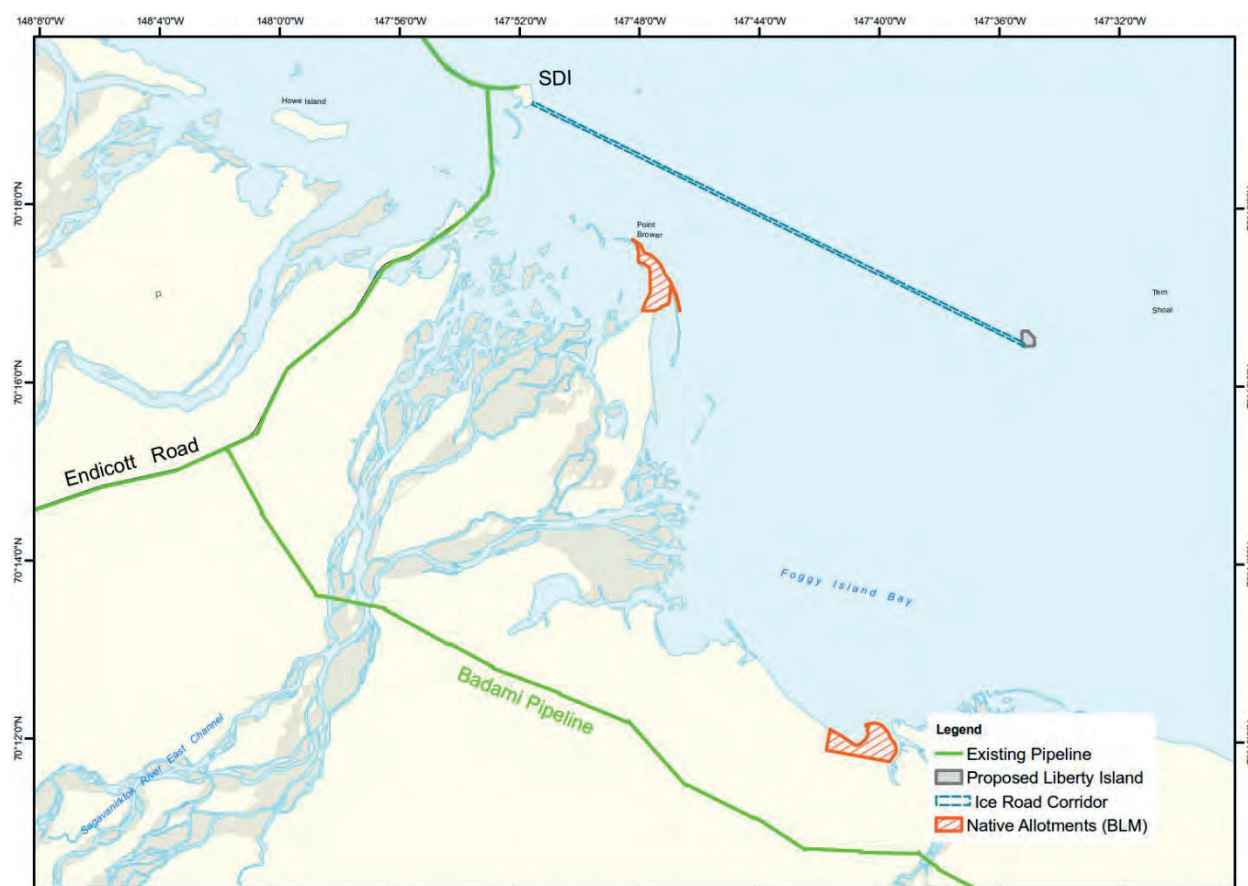 148°8'0"W 148°4'0"W 148°0'0"W 147°56'0"W 147°52'0"W 147°48'0"W 147°44'0"W 147°40'0"W 147°36'0"W 147°32'0"W
SDI
Howe Island
70°18'0"N
Point
Brower
Tern
Shoal
70°16'0"N
Endicott Road
70°14'0"N
Foggy Island Bay
Badami Pipeline
70°12'0"N
Sagavanirktok River East Channel
Legend
Existing Pipeline
Proposed Liberty Island
Ice Road Corridor
Native Allotments (BLM)